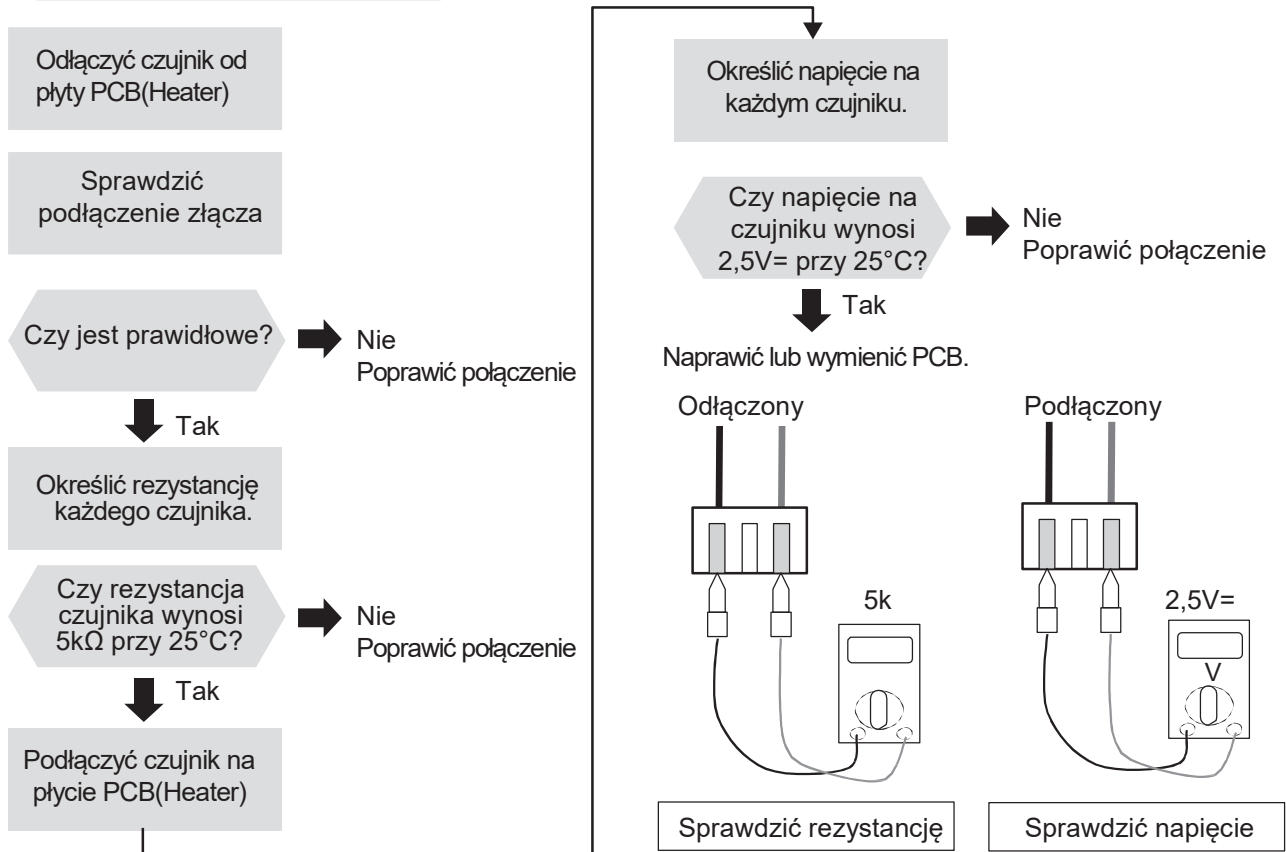 Odłączyć czujnik od
płyty PCB(Heater)
Sprawdzić
podłączenie złącza
Czy jest prawidłowe?
Nie
Poprawić połączenie
Tak
Określić rezystancję
każdego czujnika.
Czy rezystancja
czujnika wynosi
5kΩ przy 25°C?
Nie
Poprawić połączenie
Tak
Podłączyć czujnik na
płycie PCB(Heater)
Określić napięcie na
każdym czujniku.
Czy napięcie na
czujniku wynosi
2,5V= przy 25°C?
Nie
Poprawić połączenie
Tak
Naprawić lub wymienić PCB.
Odłączony
5k
Sprawdzić rezystancję
Podłączony
2,5V=
V
Sprawdzić napięcie